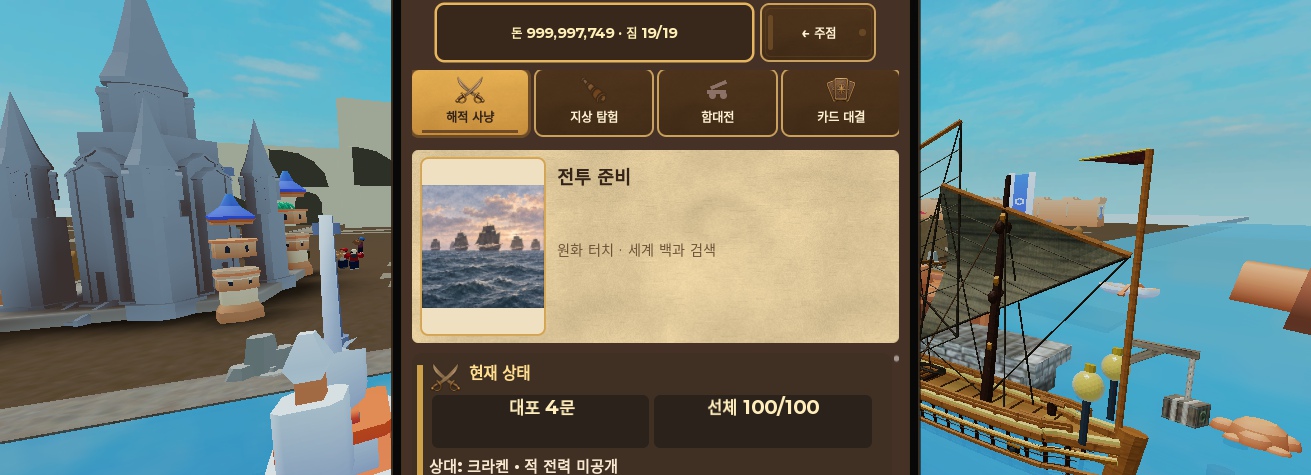 돈 999,997,749 · 짐 19/19
← 주점
해적 사냥
지상 탐험
함대전
카드 대결
전투 준비
원화 터치 · 세계 백과 검색
현재 상태
대포 4문
선체 100/100
상대: 크라켄 • 적 전력 미공개